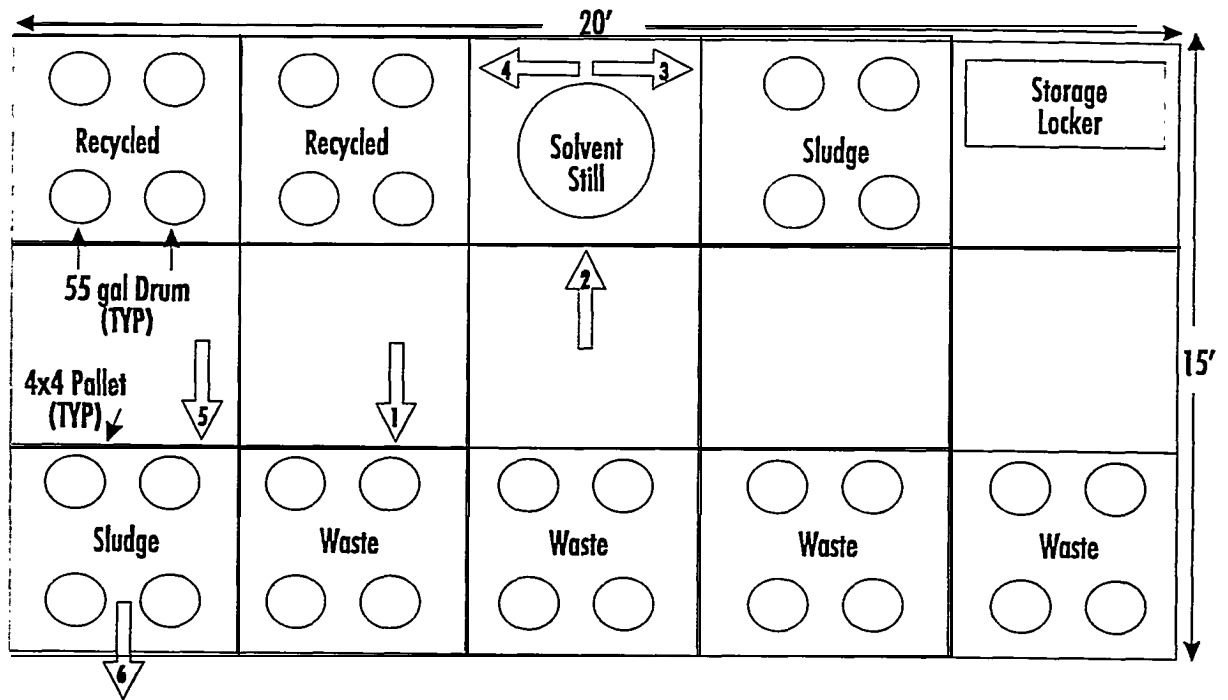 20'
4
3
Recycled
Recycled
Solvent
Still
Sludge
Storage
Locker
55 gal Drum
(TYP)
2
15'
4x4 Pallet
(TYP)
5
1
Sludge
Waste
Waste
Waste
Waste
6